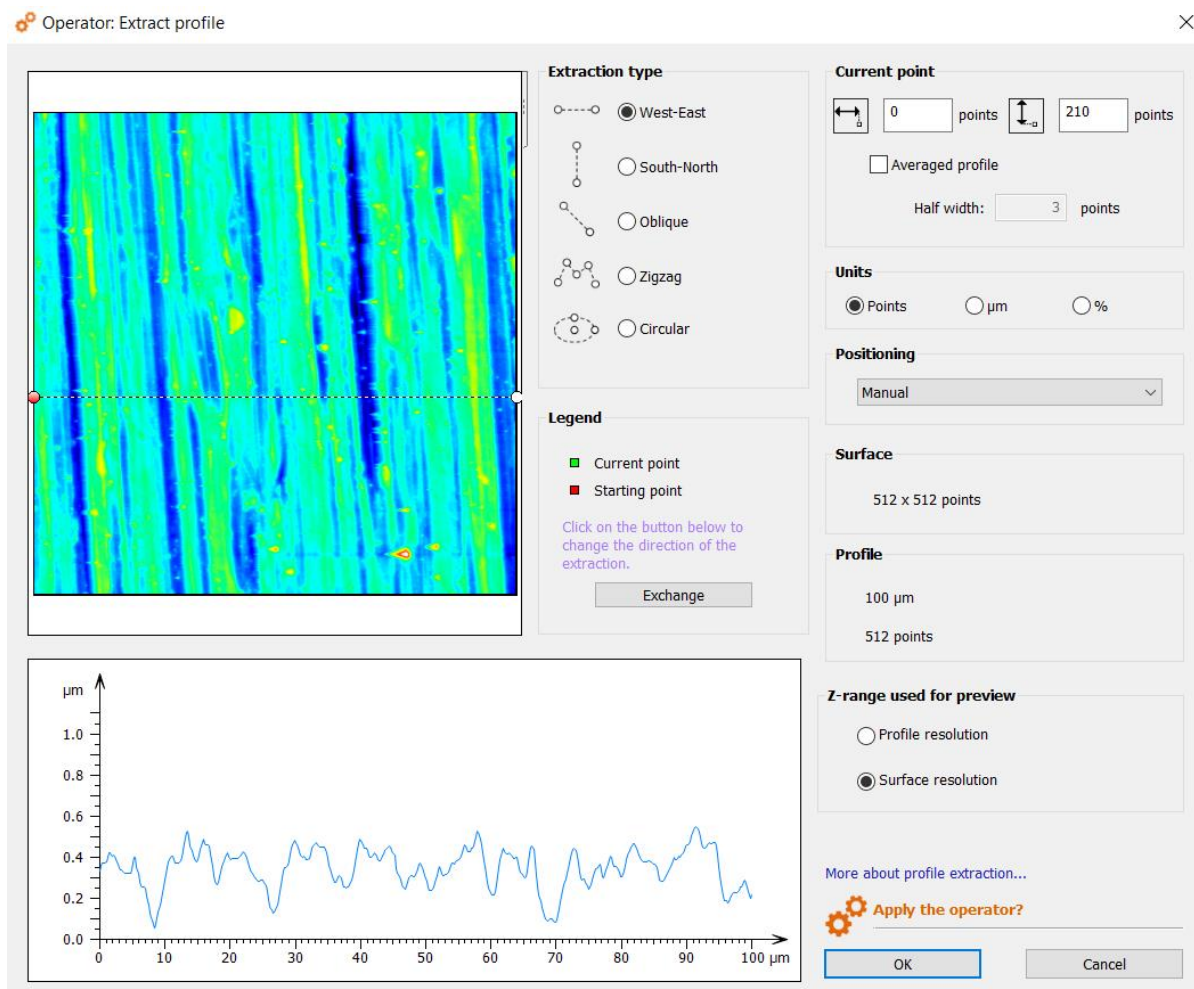 Operator: Extract profile
Extraction type
West-East
South-North
Oblique
Zigzag
Circular
Legend
Current point
Starting point
Click on the button below to
change the direction of the
extraction.
Exchange
Current point
0 points 210 points
Averaged profile
Half width: 3 points
Units
Points µm %
Positioning
Manual
Surface
512 x 512 points
Profile
100 µm
512 points
Z-range used for preview
Profile resolution
Surface resolution
More about profile extraction...
Apply the operator?
OK Cancel
µm
1.0
0.8
0.6
0.4
0.2
0.0
0 10 20 30 40 50 60 70 80 90 100 µm